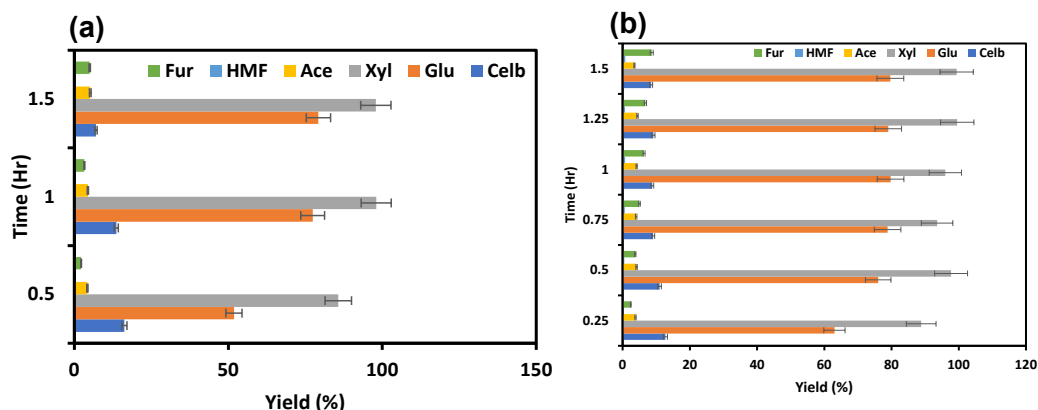 (a)
Fur HMF Ace Xyl Glu Celb
Time (Hr)
1.5
1
0.5
0 50 100 150
Yield (%)
(b)
Fur HMF Ace Xyl Glu Celb
Time (Hr)
1.5
1.25
1
0.75
0.5
0.25
0 20 40 60 80 100 120
Yield (%)